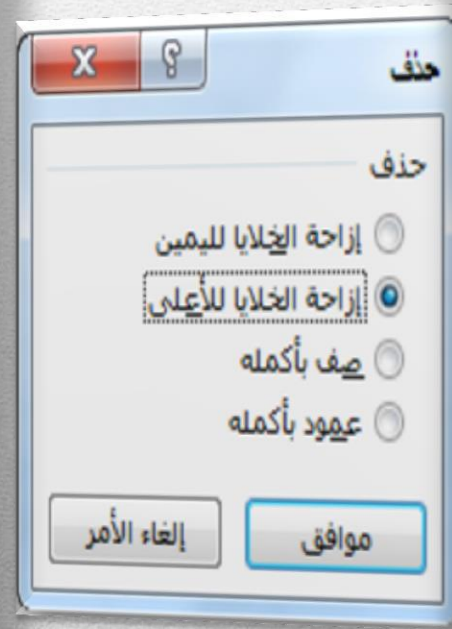 حذف
حذف
إزاحة الخلايا لليمين
إزاحة الخلايا للأعلى
صف بأكمله
عمود بأكمله
موافق
إلغاء الأمر